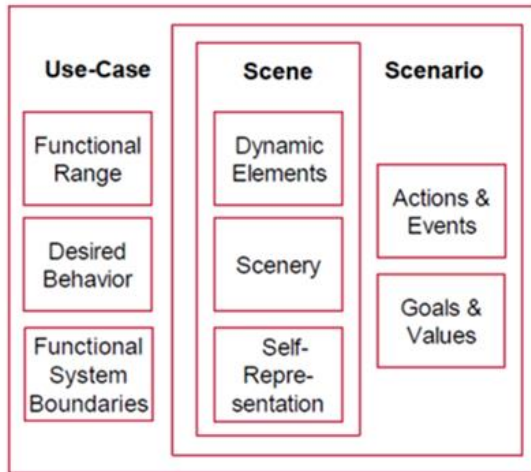 Use-Case
Functional
Range
Desired
Behavior
Functional
System
Boundaries
Scene
Dynamic
Elements
Scenery
Self-
Repre-
sentation
Scenario
Actions &
Events
Goals &
Values